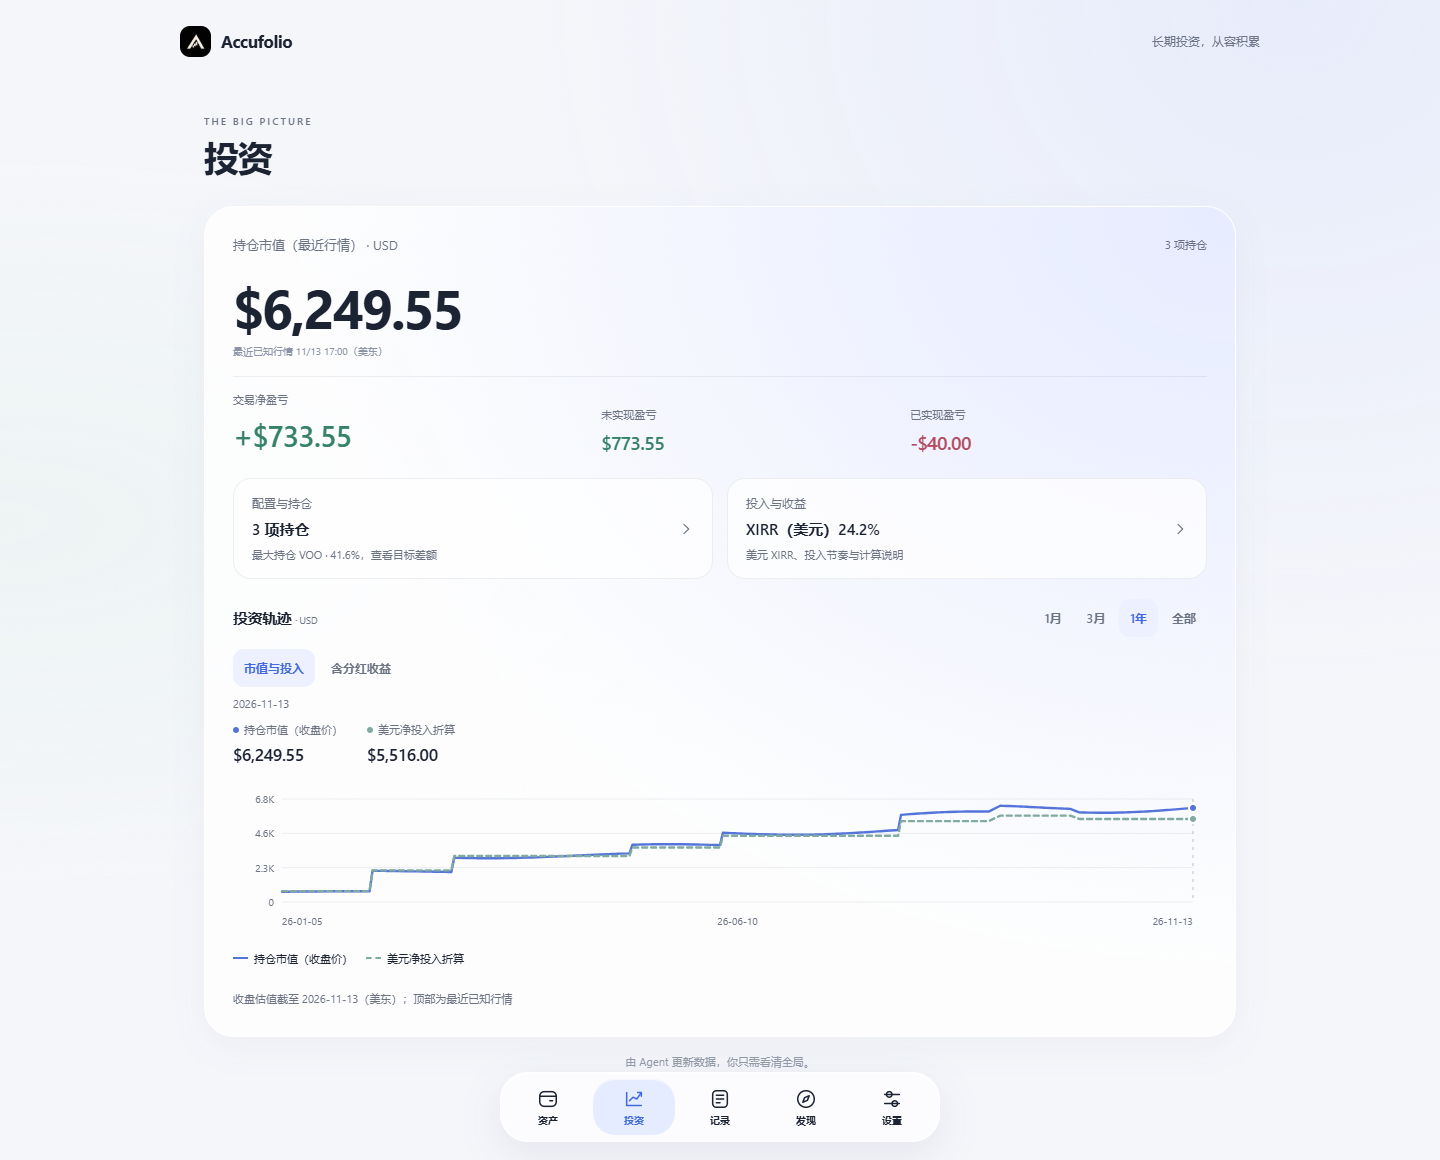 Accufolio
长期投资，从容积累
THE BIG PICTURE
投资
持仓市值（最近行情） · USD
3 项持仓
$6,249.55
最近已知行情 11/13 17:00（美东）
交易净盈亏
+$733.55
未实现盈亏
$773.55
已实现盈亏
-$40.00
配置与持仓
3 项持仓
最大持仓 VOO · 41.6%，查看目标差额
投入与收益
XIRR（美元）24.2%
美元 XIRR、投入节奏与计算说明
投资轨迹 · USD
1月 3月 1年 全部
市值与投入 含分红收益
2026-11-13
持仓市值（收盘价） 美元净投入折算
$6,249.55 $5,516.00
6.8K
4.6K
2.3K
0
26-01-05 26-06-10 26-11-13
持仓市值（收盘价） 美元净投入折算
收盘估值截至 2026-11-13（美东）；顶部为最近已知行情
由 Agent 更新数据，你只需看清全局。
资产 投资 记录 发现 设置